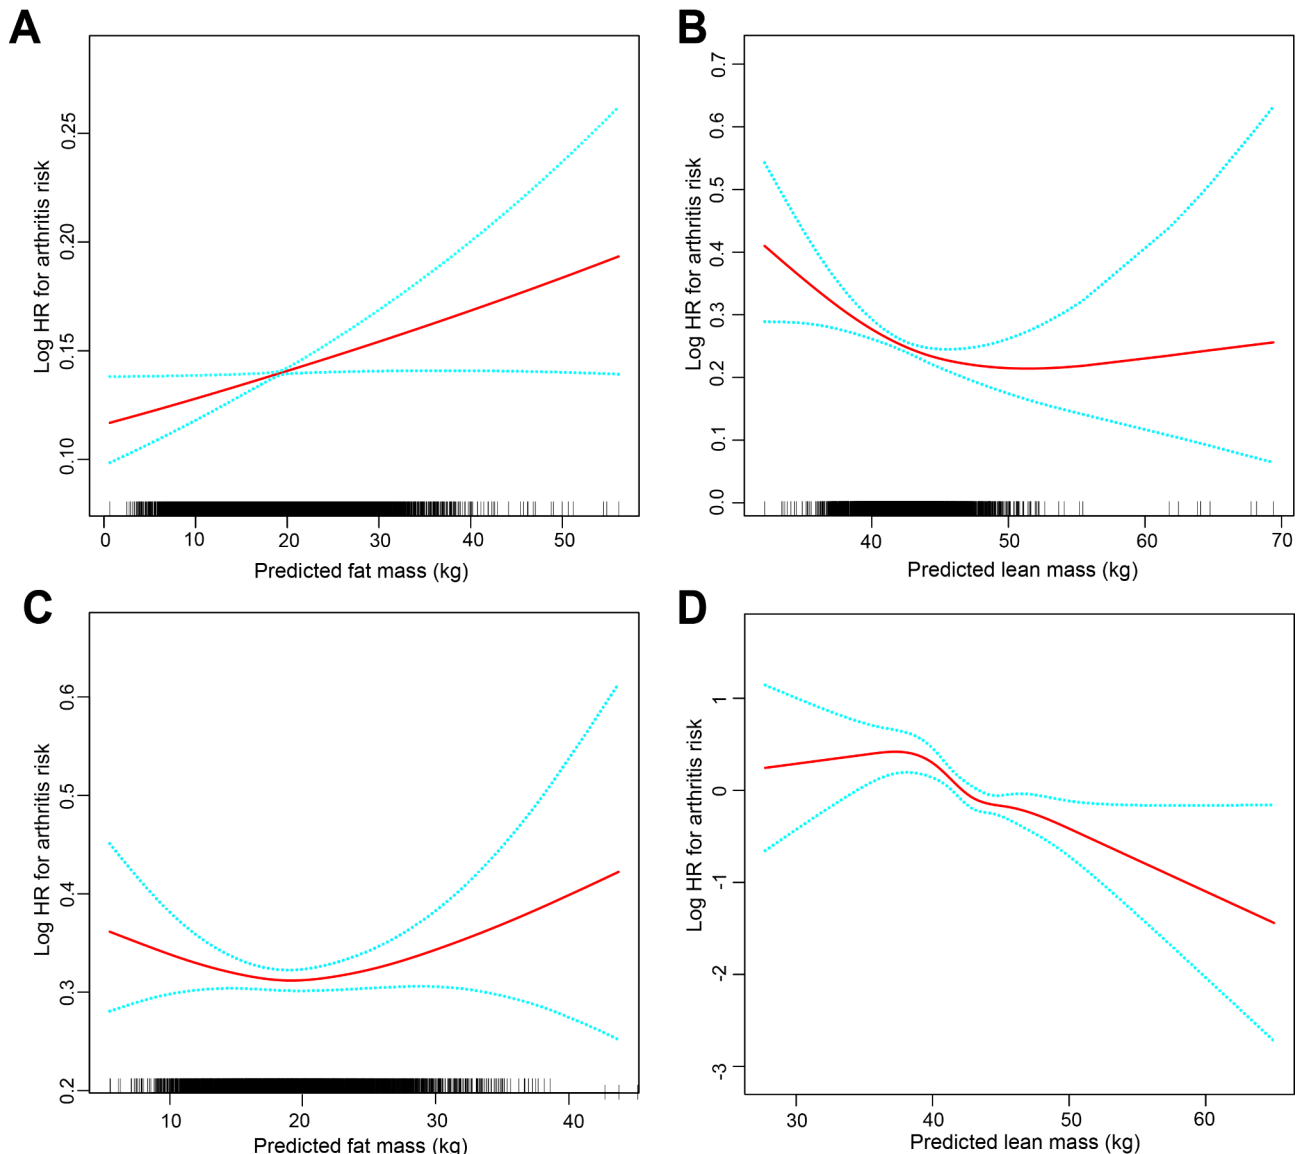 A
Log HR for arthritis risk
0.25
0.20
0.15
0.10
0 10 20 30 40 50
Predicted fat mass (kg)
B
Log HR for arthritis risk
0.7
0.6
0.5
0.4
0.3
0.2
0.1
0.0
40 50 60 70
Predicted lean mass (kg)
C
Log HR for arthritis risk
0.6
0.5
0.4
0.3
0.2
10 20 30 40
Predicted fat mass (kg)
D
Log HR for arthritis risk
1
0
-1
-2
-3
30 40 50 60
Predicted lean mass (kg)